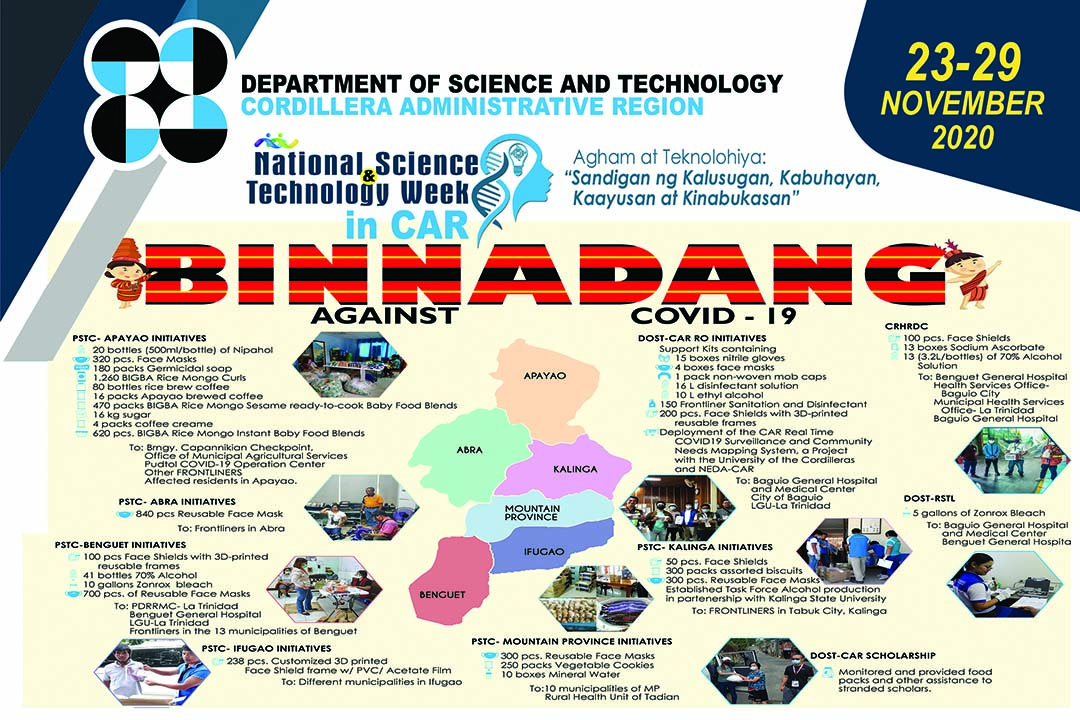 DEPARTMENT OF SCIENCE AND TECHNOLOGY
CORDILLERA ADMINISTRATIVE REGION
23-29
NOVEMBER
2020
National Science
& Technology Week
in CAR
Agham at Teknolohiya:
“Sandigan ng Kalusugan, Kabuhayan,
Kaayusan at Kinabukasan”
BINNADANG
AGAINST COVID - 19
PSTC- APAYAO INITIATIVES
20 bottles (500ml/bottle) of Nipahol
320 pcs. Face Masks
180 packs Germicidal soap
1,260 BIGBA Rice Mongo Curls
80 bottles rice brew coffee
16 packs Apayao brewed coffee
470 packs BIGBA Rice Mongo Sesame ready-to-cook Baby Food Blends
16 kg sugar
4 packs coffee creame
620 pcs. BIGBA Rice Mongo Instant Baby Food Blends
To: Brngy. Capannikian Checkpoint,
Office of Municipal Agricultural Services
Pudtol COVID-19 Operation Center
Other FRONTLINERS
Affected residents in Apayao.
PSTC- ABRA INITIATIVES
840 pcs Reusable Face Mask
To: Frontliners in Abra
PSTC-BENGUET INITIATIVES
100 pcs Face Shields with 3D-printed
reusable frames
41 bottles 70% Alcohol
10 gallons Zonrox bleach
700 pcs. of Reusable Face Masks
To: PDRRMC- La Trinidad
Benguet General Hospital
LGU-La Trinidad
Frontliners in the 13 municipalities of Benguet
PSTC- IFUGAO INITIATIVES
238 pcs. Customized 3D printed
Face Shield frame w/ PVC/ Acetate Film
To: Different municipalities in Ifugao
APAYAO
ABRA
KALINGA
MOUNTAIN
PROVINCE
IFUGAO
BENGUET
DOST-CAR RO INITIATIVES
Support Kits containing
15 boxes nitrile gloves
4 boxes face masks
1 pack non-woven mob caps
16 L disinfectant solution
10 L ethyl alcohol
150 Frontliner Sanitation and Disinfectant
200 pcs. Face Shields with 3D-printed
reusable frames
Deployment of the CAR Real Time
COVID19 Surveillance and Community
Needs Mapping System, a Project
with the University of the Cordilleras
and NEDA-CAR
To: Baguio General Hospital
and Medical Center
City of Baguio
LGU-La Trinidad
PSTC- KALINGA INITIATIVES
50 pcs. Face Shields
300 packs assorted biscuits
300 pcs. Reusable Face Masks
Established Task Force Alcohol production
in partnership with Kalinga State University
To: FRONTLINERS in Tabuk City, Kalinga
PSTC- MOUNTAIN PROVINCE INITIATIVES
300 pcs. Reusable Face Masks
250 packs Vegetable Cookies
10 boxes Mineral Water
To:10 municipalities of MP
Rural Health Unit of Tadian
CRHRDC
100 pcs. Face Shields
13 boxes Sodium Ascorbate
13 (3.2L/bottles) of 70% Alcohol
Solution
To: Benguet General Hospital
Health Services Office-
Baguio City
Municipal Health Services
Office- La Trinidad
Baguio General Hospital
DOST-RSTL
5 gallons of Zonrox Bleach
To: Baguio General Hospital
and Medical Center
Benguet General Hospita
DOST-CAR SCHOLARSHIP
Monitored and provided food
packs and other assistance to
stranded scholars.